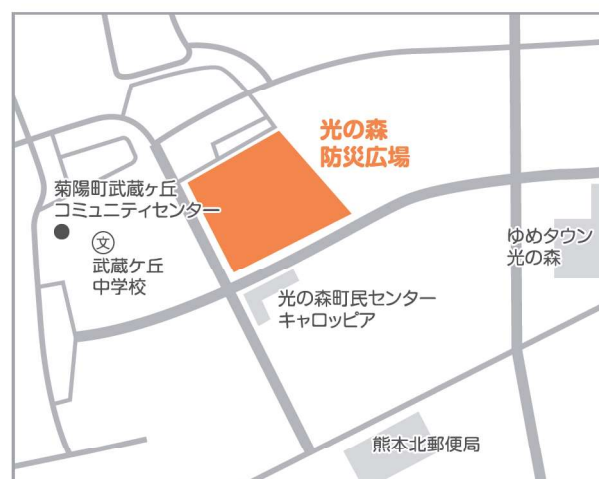 光の森
防災広場
菊陽町武蔵ヶ丘
コミュニティセンター
文
武蔵ケ丘
中学校
ゆめタウン
光の森
光の森町民センター
キャロッピア
熊本北郵便局